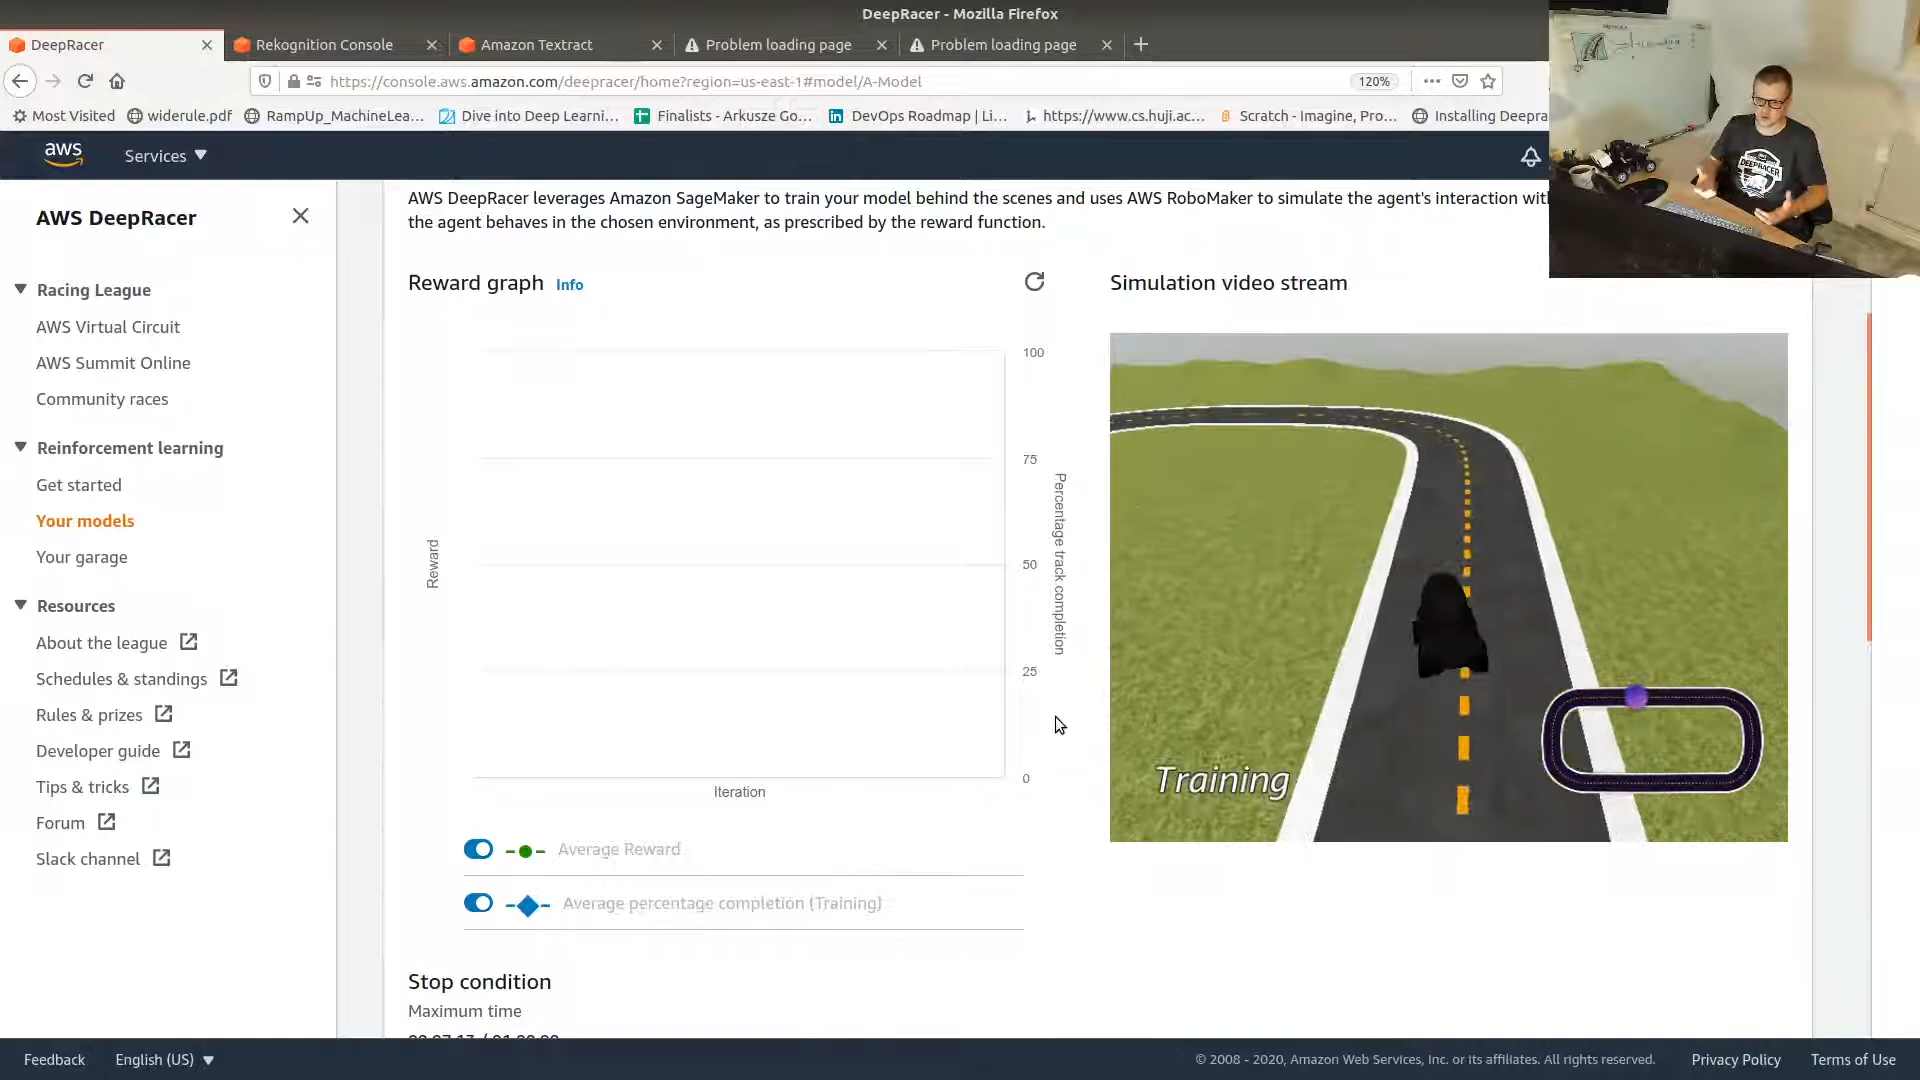 DeepRacer - Mozilla Firefox
DeepRacer
Rekognition Console
Amazon Textract
Problem loading page
Problem loading page
https://console.aws.amazon.com/deepracer/home?region=us-east-1#model/A-Model
120%
Most Visited
widerule.pdf
RampUp_MachineLea...
Dive into Deep Learni...
Finalists - Arkusze Go...
DevOps Roadmap | Li...
https://www.cs.huji.ac...
Scratch - Imagine, Pro...
Installing Deepra
aws
Services
AWS DeepRacer
Racing League
AWS Virtual Circuit
AWS Summit Online
Community races
Reinforcement learning
Get started
Your models
Your garage
Resources
About the league
Schedules & standings
Rules & prizes
Developer guide
Tips & tricks
Forum
Slack channel
AWS DeepRacer leverages Amazon SageMaker to train your model behind the scenes and uses AWS RoboMaker to simulate the agent's interaction with
the agent behaves in the chosen environment, as prescribed by the reward function.
Reward graph
Info
Reward
100
75
50
25
0
Percentage track completion
Iteration
Average Reward
Average percentage completion (Training)
Stop condition
Maximum time
Simulation video stream
Training
DEEPRACER
Feedback
English (US)
© 2008 - 2020, Amazon Web Services, Inc. or its affiliates. All rights reserved.
Privacy Policy
Terms of Use